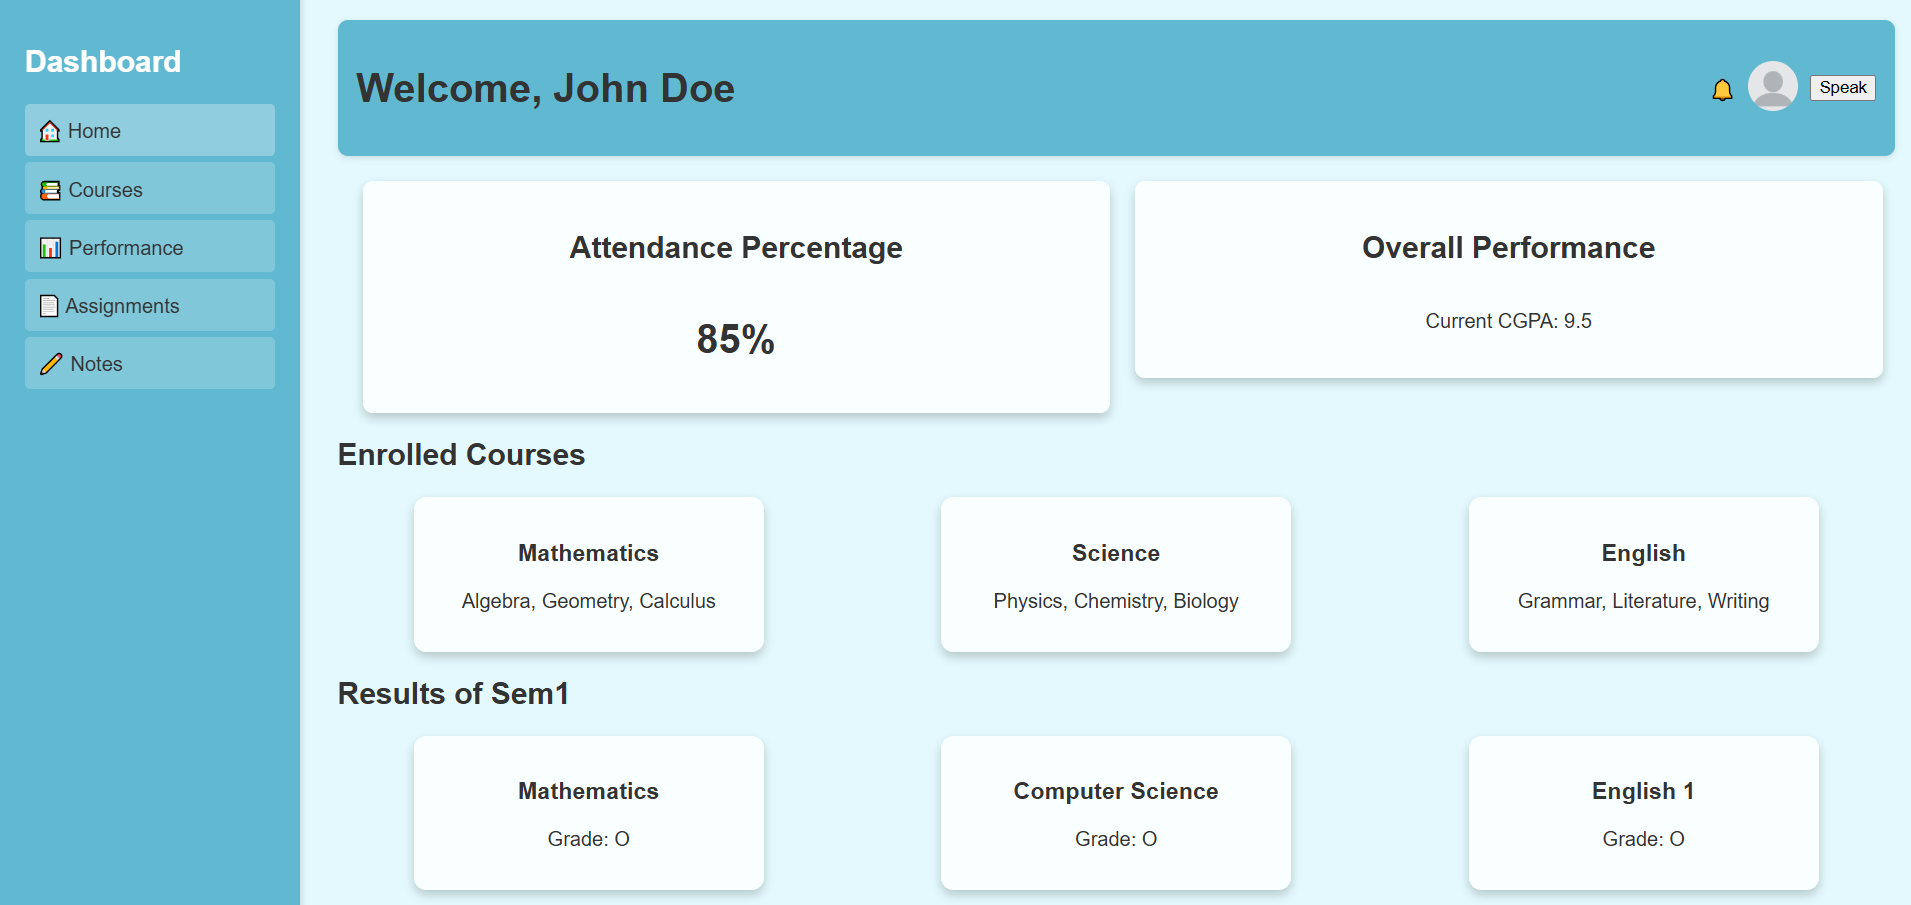 Dashboard
Home
Courses
Performance
Assignments
Notes
Welcome, John Doe
Speak
Attendance Percentage
85%
Overall Performance
Current CGPA: 9.5
Enrolled Courses
Mathematics
Algebra, Geometry, Calculus
Science
Physics, Chemistry, Biology
English
Grammar, Literature, Writing
Results of Sem1
Mathematics
Grade: O
Computer Science
Grade: O
English 1
Grade: O